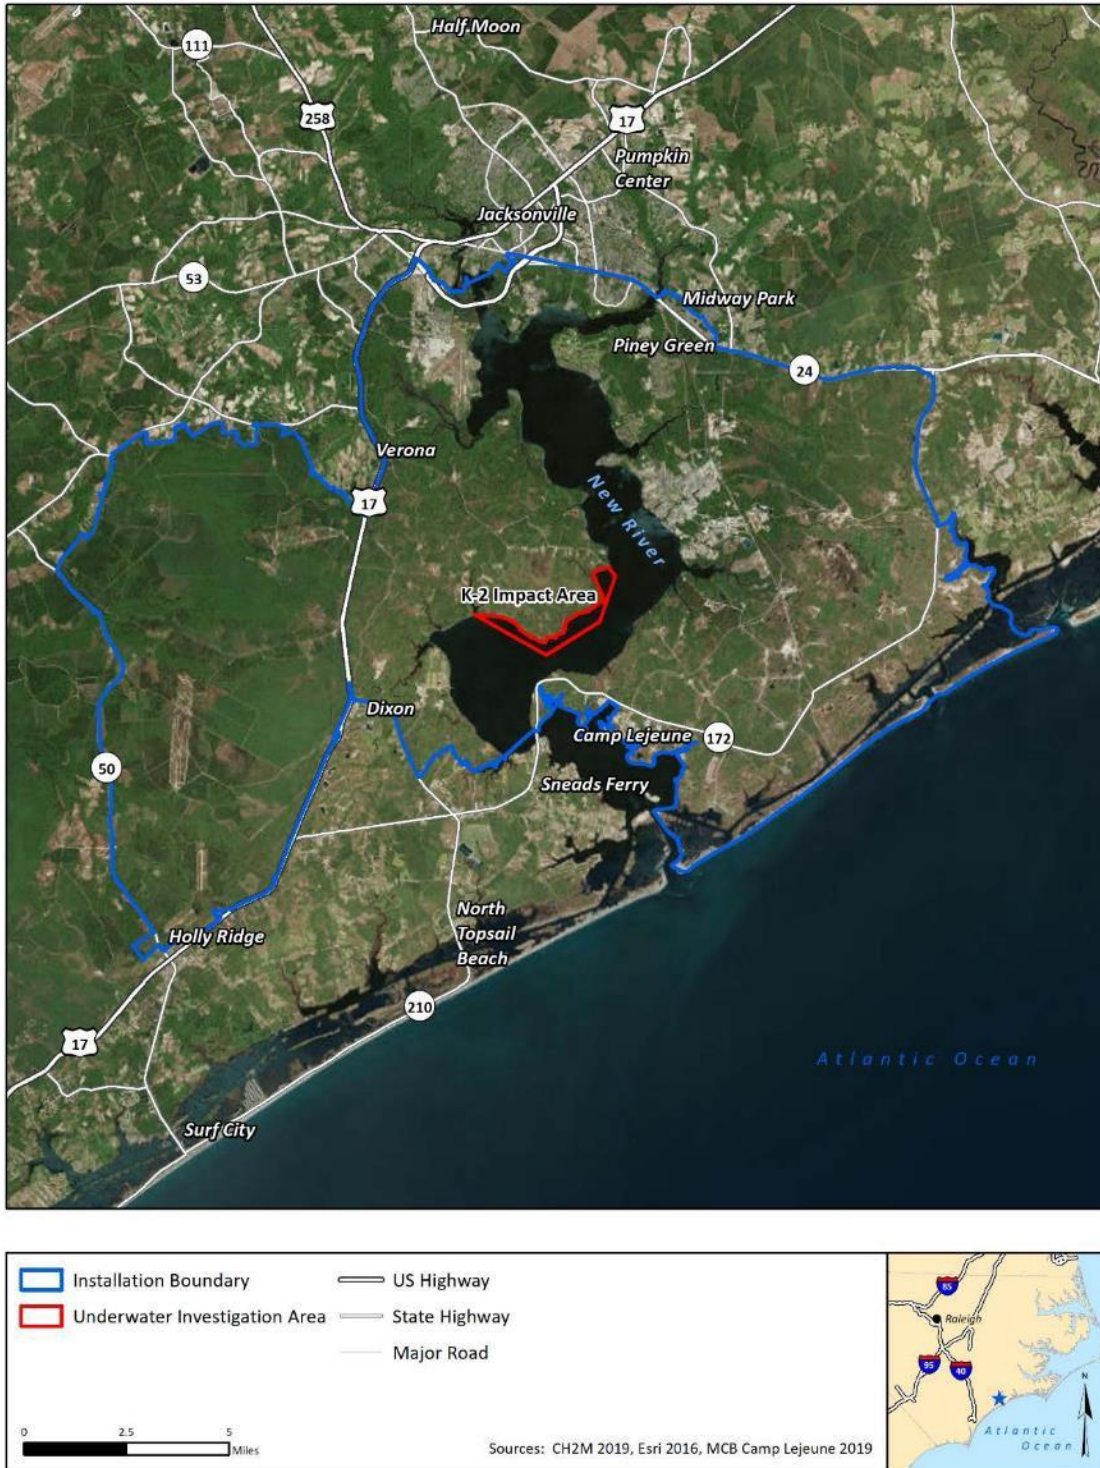 Half Moon
111
258
17
Pumpkin
Center
Jacksonville
53
Midway Park
Piney Green
24
Verona
17
New River
K-2 Impact Area
Dixon
Camp Lejeune
172
50
Sneads Ferry
North
Topsail
Beach
Holly Ridge
210
17
Atlantic Ocean
Surf City
Installation Boundary
US Highway
Underwater Investigation Area
State Highway
Major Road
0
2.5
5
Miles
Sources: CH2M 2019, Esri 2016, MCB Camp Lejeune 2019
85
Raleigh
95
40
N
Atlantic
Ocean